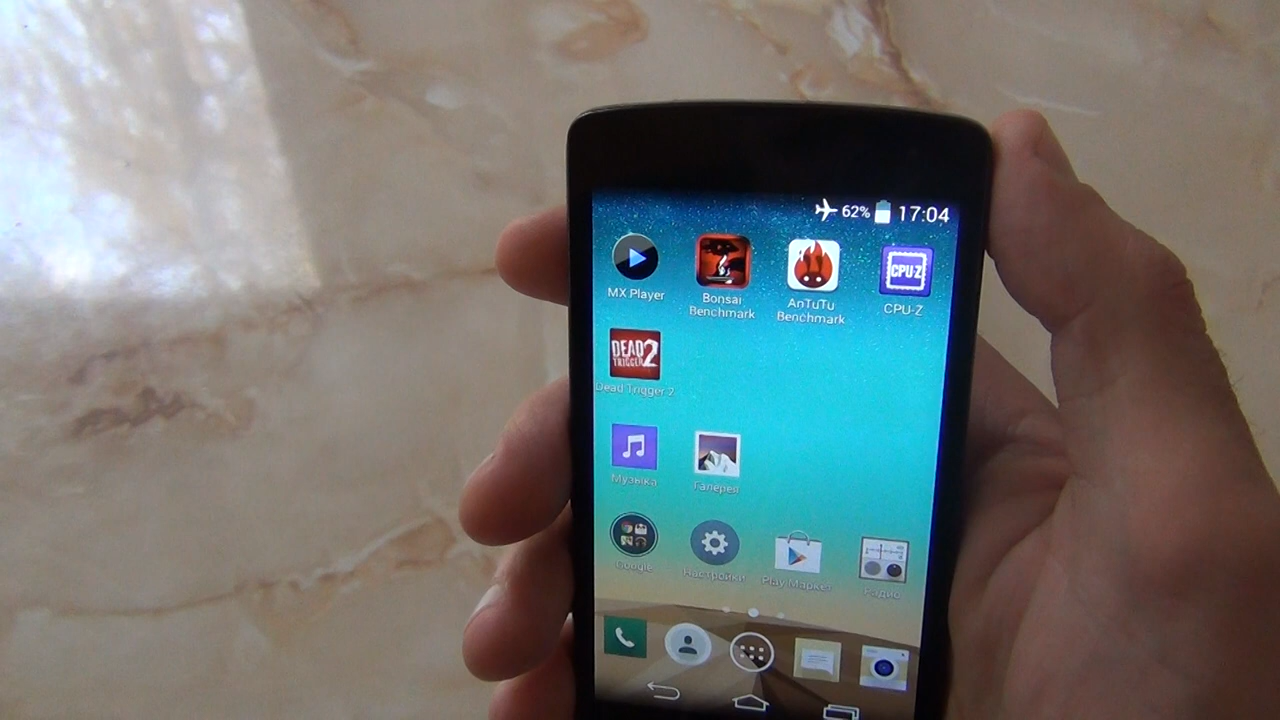 62% 17:04
MX Player
Bonsai
Benchmark
AnTuTu
Benchmark
CPU-Z
CPU-Z
DEAD
TRIGGER 2
Dead Trigger 2
Музыка
Галерея
Google
Настройки
Play Маркет
Радио